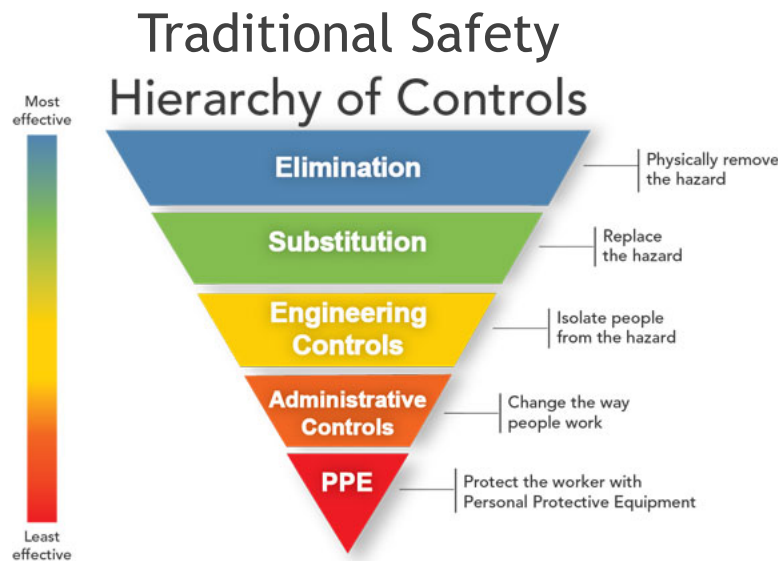 Traditional Safety
Hierarchy of Controls
Most
effective
Elimination
Physically remove
the hazard
Substitution
Replace
the hazard
Engineering
Controls
Isolate people
from the hazard
Administrative
Controls
Change the way
people work
PPE
Protect the worker with
Personal Protective Equipment
Least
effective